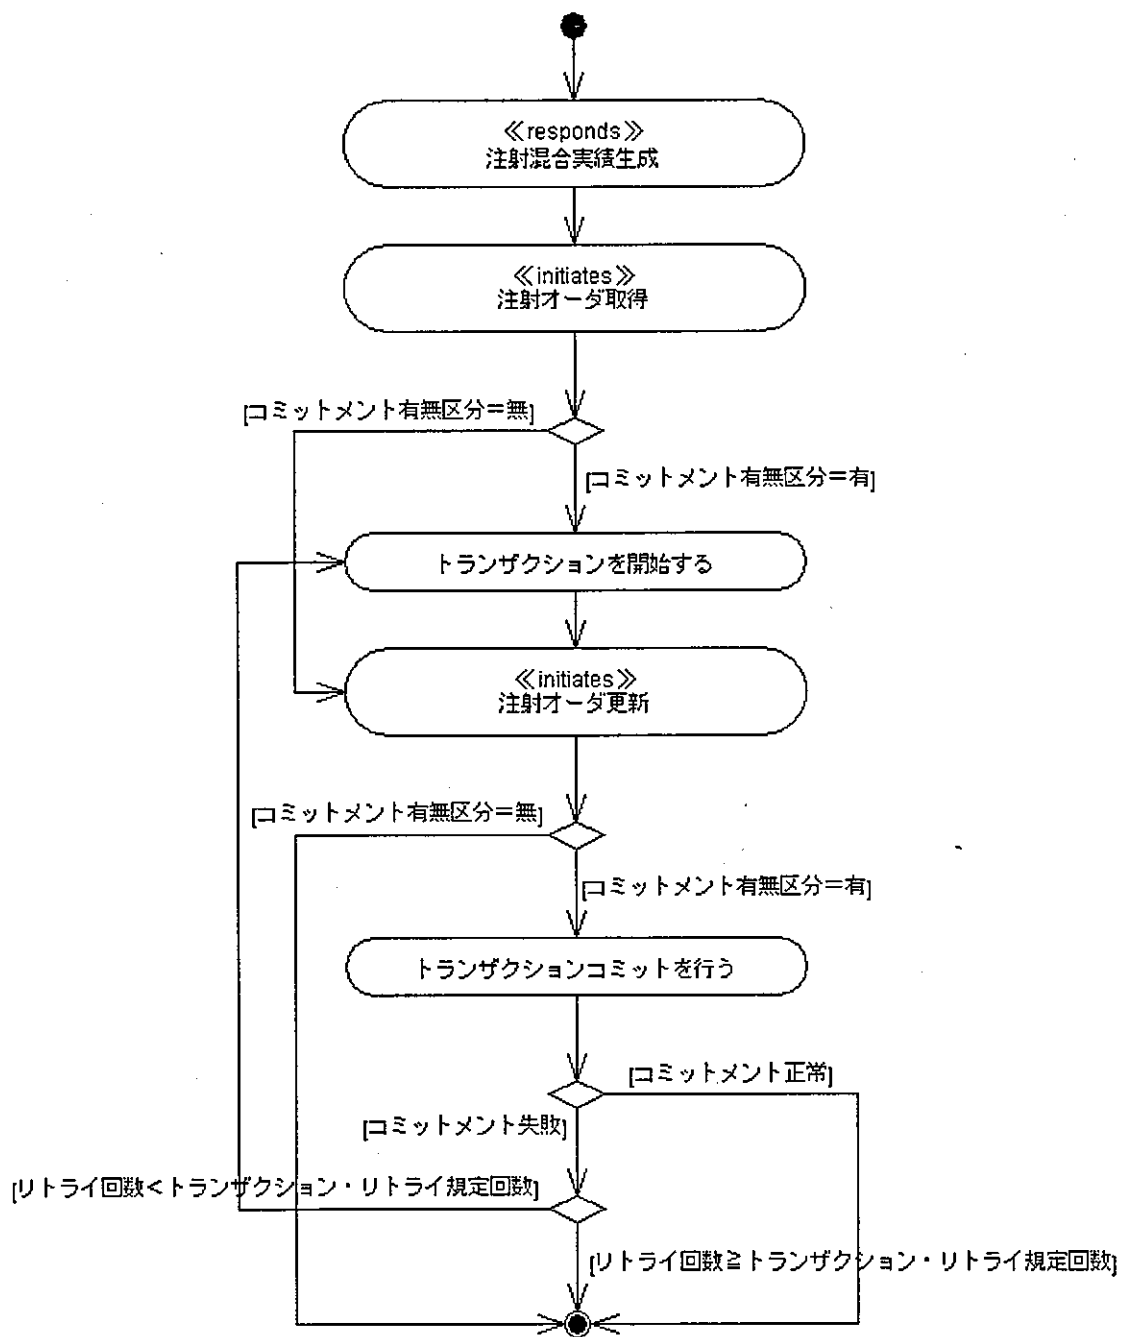 ≪responds≫
注射混合実績生成
≪initiates≫
注射オーダ取得
[コミットメント有無区分＝無]
[コミットメント有無区分＝有]
トランザクションを開始する
≪initiates≫
注射オーダ更新
[コミットメント有無区分＝無]
[コミットメント有無区分＝有]
トランザクションコミットを行う
[コミットメント正常]
[コミットメント失敗]
[リトライ回数＜トランザクション・リトライ規定回数]
[リトライ回数≧トランザクション・リトライ規定回数]